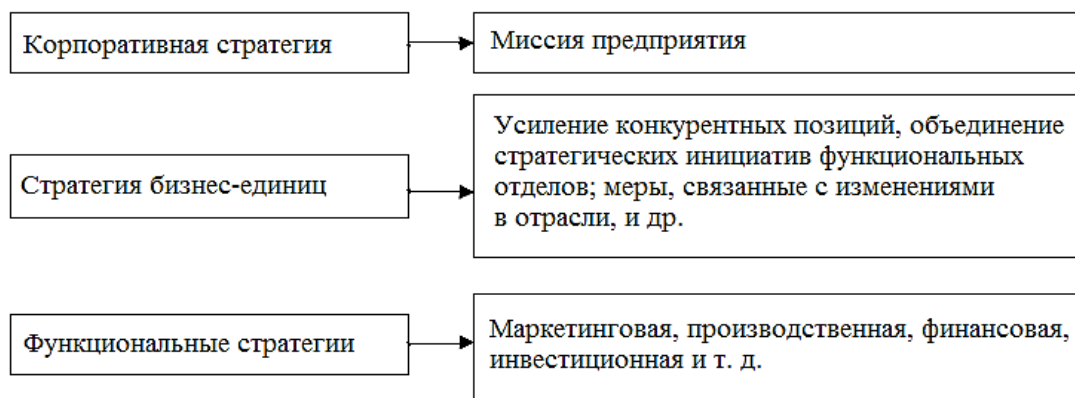 Корпоративная стратегия
Миссия предприятия
Стратегия бизнес-единиц
Усиление конкурентных позиций, объединение
стратегических инициатив функциональных
отделов; меры, связанные с изменениями
в отрасли, и др.
Функциональные стратегии
Маркетинговая, производственная, финансовая,
инвестиционная и т. д.